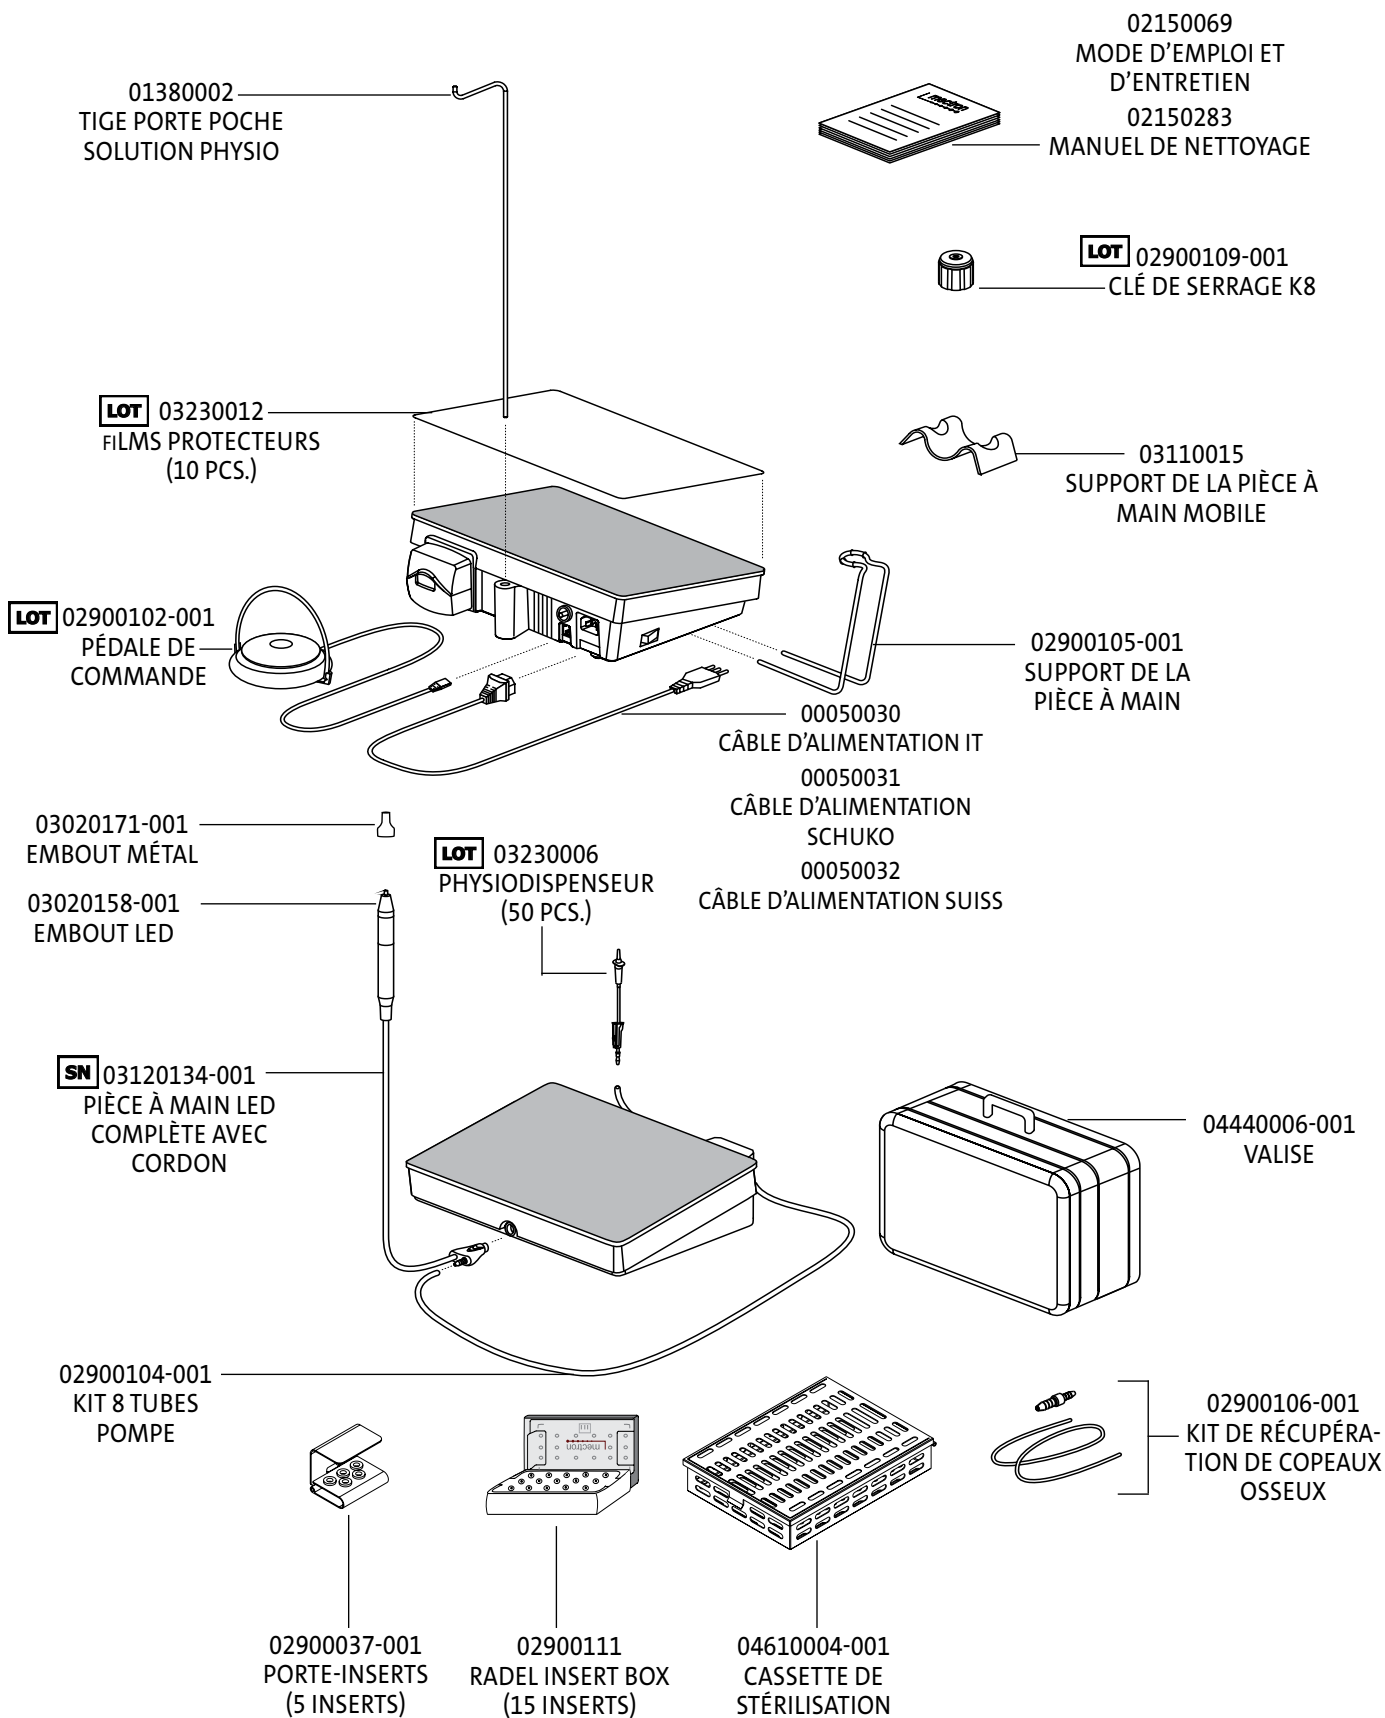 02150069
MODE D'EMPLOI ET
D'ENTRETIEN
02150283
MANUEL DE NETTOYAGE
mectron
01380002
TIGE PORTE POCHE
SOLUTION PHYSIO
LOT 02900109-001
CLÉ DE SERRAGE K8
LOT 03230012
FILMS PROTECTEURS
(10 PCS.)
03110015
SUPPORT DE LA PIÈCE À
MAIN MOBILE
LOT 02900102-001
PÉDALE DE
COMMANDE
02900105-001
SUPPORT DE LA
PIÈCE À MAIN
00050030
CÂBLE D'ALIMENTATION IT
00050031
CÂBLE D'ALIMENTATION
SCHUKO
00050032
CÂBLE D'ALIMENTATION SUISS
03020171-001
EMBOUT MÉTAL
03020158-001
EMBOUT LED
LOT 03230006
PHYSIODISPENSEUR
(50 PCS.)
SN 03120134-001
PIÈCE À MAIN LED
COMPLÈTE AVEC
CORDON
04440006-001
VALISE
02900104-001
KIT 8 TUBES
POMPE
mectron
02900106-001
KIT DE RÉCUPÉRA-
TION DE COPEAUX
OSSEUX
02900037-001
PORTE-INSERTS
(5 INSERTS)
02900111
RADEL INSERT BOX
(15 INSERTS)
04610004-001
CASSETTE DE
STÉRILISATION